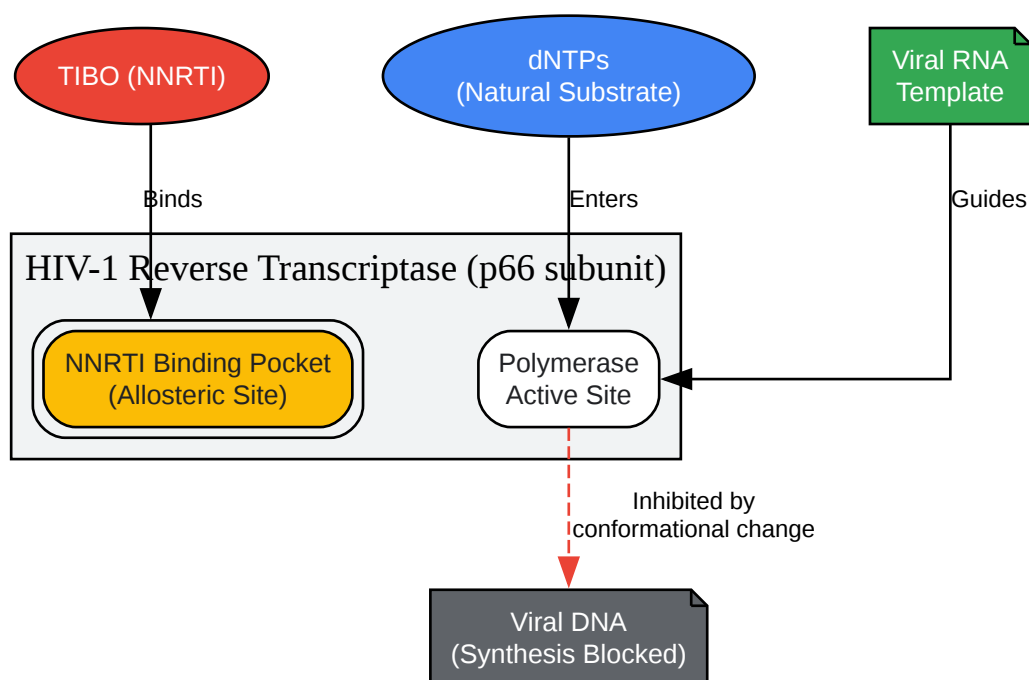 TIBO (NNRTI)
dNTPs
(Natural Substrate)
Viral RNA
Template
Binds
Enters
Guides
HIV-1 Reverse Transcriptase (p66 subunit)
NNRTI Binding Pocket
(Allosteric Site)
Polymerase
Active Site
Inhibited by
conformational change
Viral DNA
(Synthesis Blocked)